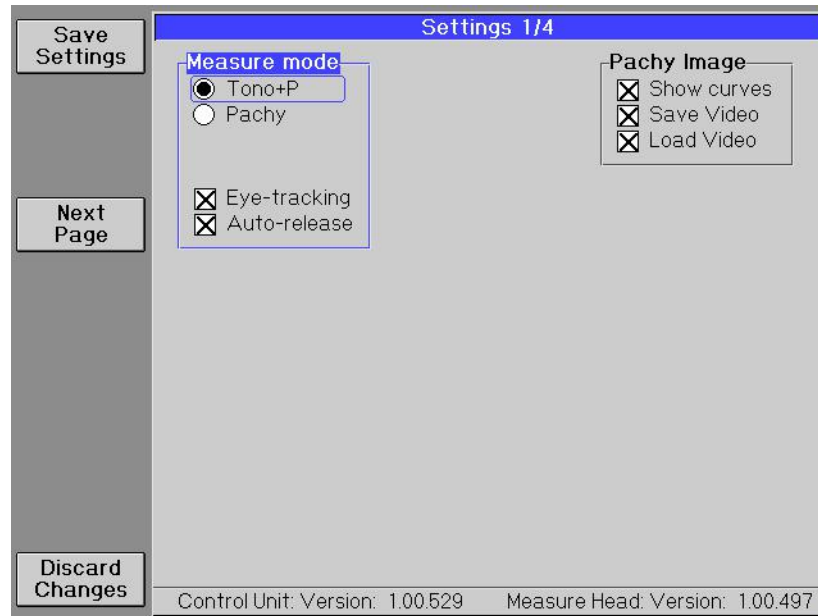 Save
Settings
Settings 1/4
Measure mode
Tono+P
Pachy
Eye-tracking
Auto-release
Pachy Image
Show curves
Save Video
Load Video
Next
Page
Discard
Changes
Control Unit: Version: 1.00.529 Measure Head: Version: 1.00.497